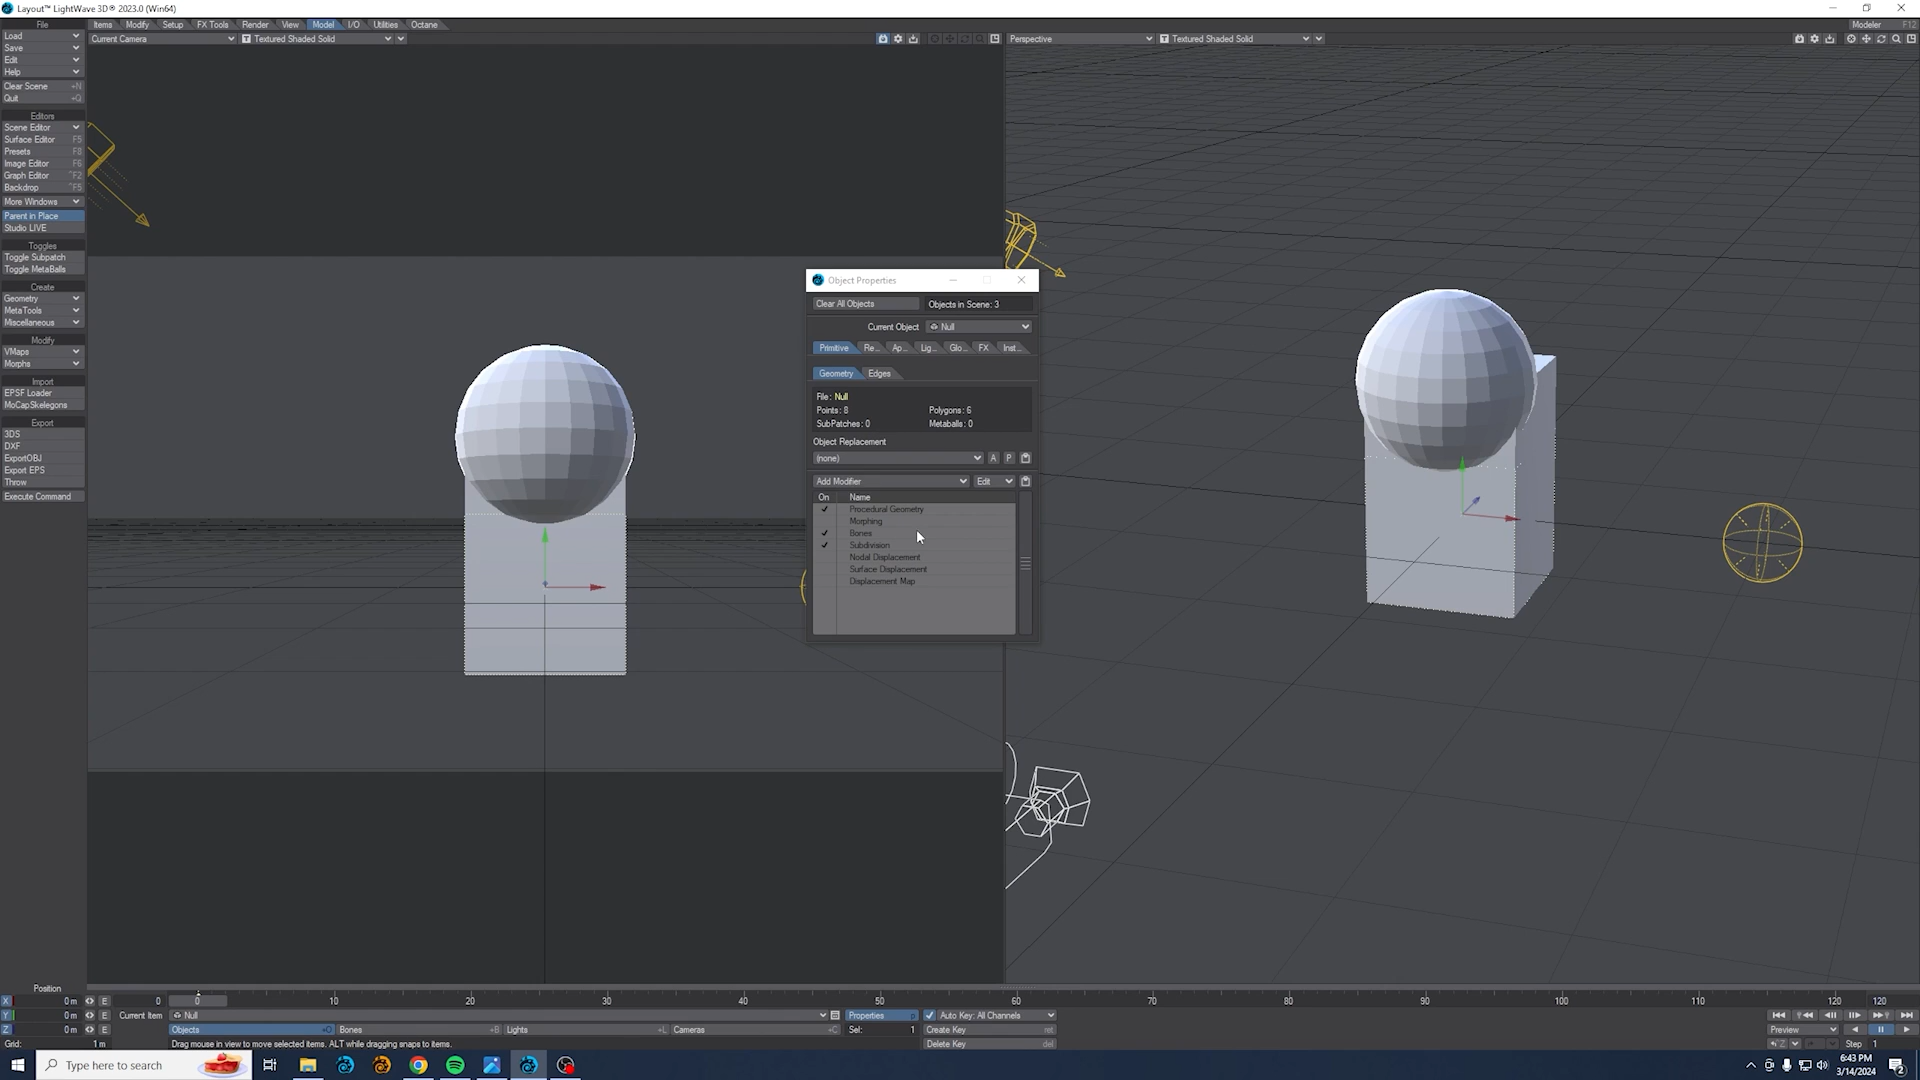 Layout™ LightWave 3D® 2023.0 (Win64)
File
Items Modify Setup FX Tools Render View Model I/O Utilities Octane
Modeler F12
Load
Save
Edit
Help
Clear Scene +N
Quit +Q
Current Camera
T Textured Shaded Solid
Perspective
T Textured Shaded Solid
Editors
Scene Editor
Surface Editor F5
Presets F8
Image Editor F6
Graph Editor ^F2
Backdrop ^F5
More Windows
Parent in Place
Studio LIVE
Toggles
Toggle Subpatch
Toggle MetaBalls
Create
Geometry
MetaTools
Miscellaneous
Modify
VMaps
Morphs
Import
EPSF Loader
MoCapSkelegons
Export
3DS
DXF
ExportOBJ
Export EPS
Throw
Execute Command
Object Properties
Clear All Objects
Objects in Scene: 3
Current Object Null
Primitive Re... Ap... Lig... Glo... FX Inst...
Geometry Edges
File: Null
Points: 8 Polygons: 6
SubPatches: 0 Metaballs: 0
Object Replacement
(none) A P
Add Modifier Edit
On Name
Procedural Geometry
Morphing
Bones
Subdivision
Nodal Displacement
Surface Displacement
Displacement Map
Position
X 0 m E
Y 0 m E
Z 0 m E
Grid: 1 m
0 0 10 20 30 40 50 60 70 80 90 100 110 120 120
Current Item Null
Properties p
Auto Key: All Channels
Objects +O Bones +B Lights +L Cameras +C
Sel: 1
Create Key ret
Delete Key del
Drag mouse in view to move selected items. ALT while dragging snaps to items.
Preview
Step 1
Type here to search
6:43 PM
3/14/2024
2